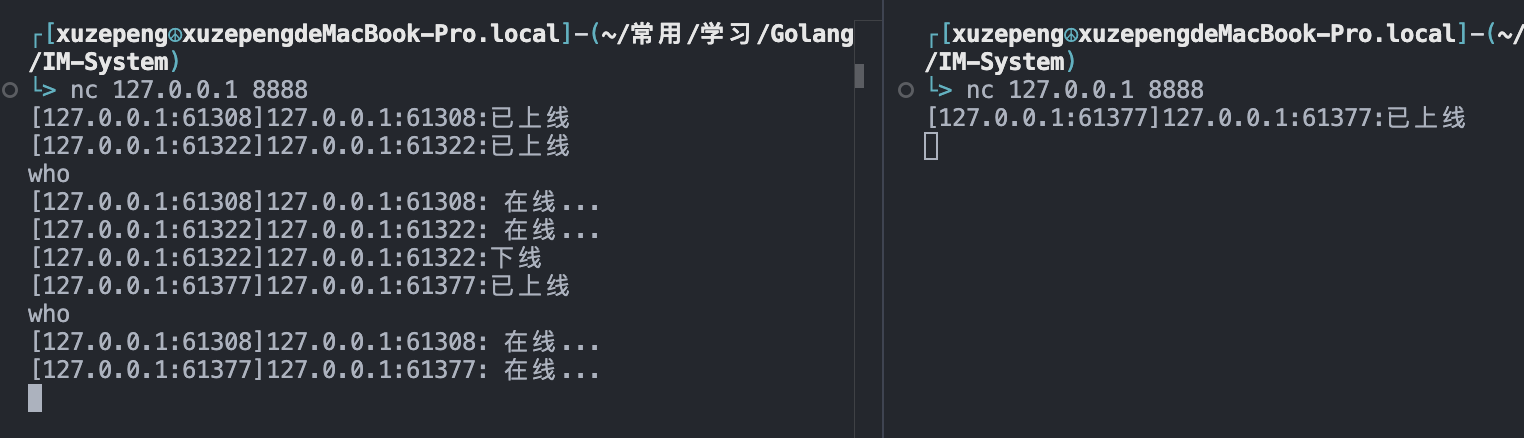 ┌[xuzepeng☮xuzepengdeMacBook-Pro.local]-(~/常用/学习/Golang
/IM-System)
└> nc 127.0.0.1 8888
[127.0.0.1:61308]127.0.0.1:61308:已上线
[127.0.0.1:61322]127.0.0.1:61322:已上线
who
[127.0.0.1:61308]127.0.0.1:61308: 在线...
[127.0.0.1:61322]127.0.0.1:61322: 在线...
[127.0.0.1:61322]127.0.0.1:61322:下线
[127.0.0.1:61377]127.0.0.1:61377:已上线
who
[127.0.0.1:61308]127.0.0.1:61308: 在线...
[127.0.0.1:61377]127.0.0.1:61377: 在线...
┌[xuzepeng☮xuzepengdeMacBook-Pro.local]-(~/
/IM-System)
└> nc 127.0.0.1 8888
[127.0.0.1:61377]127.0.0.1:61377:已上线